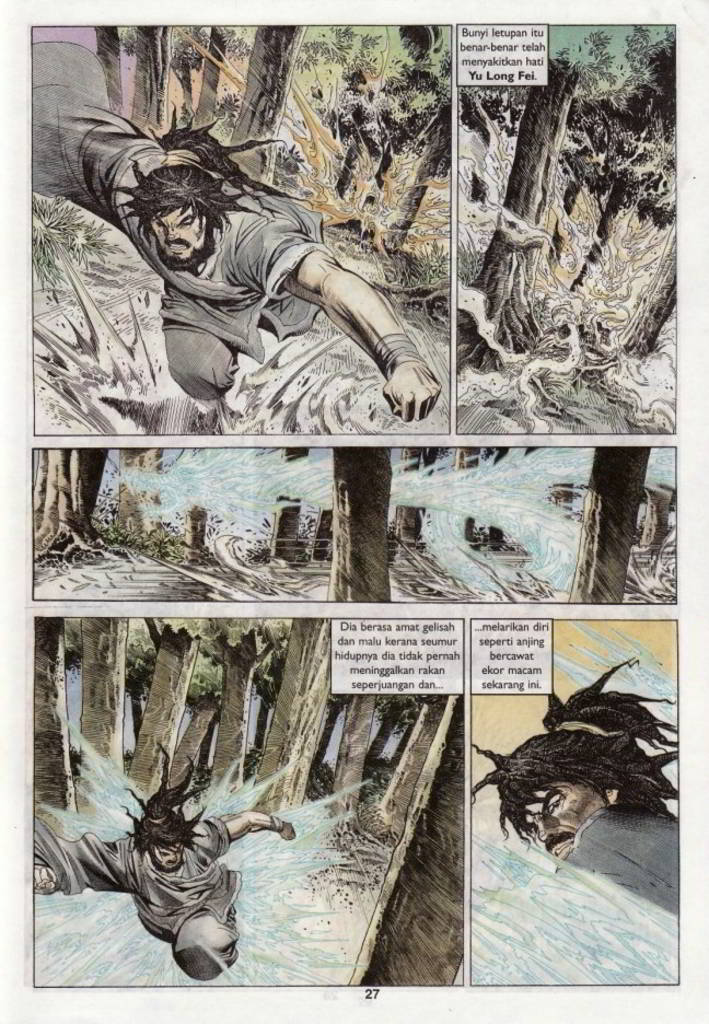 Bunyi letupan itu
benar-benar telah
menyakitkan hati
Yu Long Fei.
Dia berasa amat gelisah
dan malu kerana seumur
hidupnya dia tidak pernah
meninggalkan rakan
seperjuangan dan...
...melarikan diri
seperti anjing
bercawat
ekor macam
sekarang ini.
27